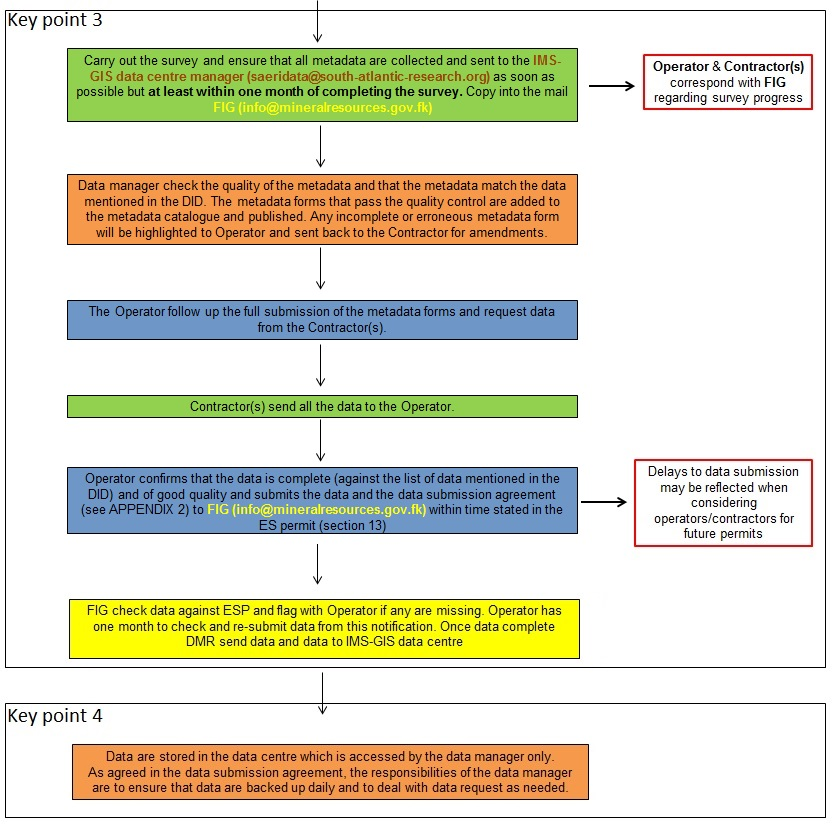 Key point 3
Carry out the survey and ensure that all metadata are collected and sent to the IMS-
GIS data centre manager (saeridata@south-atlantic-research.org) as soon as
possible but at least within one month of completing the survey. Copy into the mail
FIG (info@mineralresources.gov.fk)
Operator & Contractor(s)
correspond with FIG
regarding survey progress
Data manager check the quality of the metadata and that the metadata match the data
mentioned in the DID. The metadata forms that pass the quality control are added to
the metadata catalogue and published. Any incomplete or erroneous metadata form
will be highlighted to Operator and sent back to the Contractor for amendments.
The Operator follow up the full submission of the metadata forms and request data
from the Contractor(s).
Contractor(s) send all the data to the Operator.
Operator confirms that the data is complete (against the list of data mentioned in the
DID) and of good quality and submits the data and the data submission agreement
(see APPENDIX 2) to FIG (info@mineralresources.gov.fk) within time stated in the
ES permit (section 13)
Delays to data submission
may be reflected when
considering
operators/contractors for
future permits
FIG check data against ESP and flag with Operator if any are missing. Operator has
one month to check and re-submit data from this notification. Once data complete
DMR send data and data to IMS-GIS data centre
Key point 4
Data are stored in the data centre which is accessed by the data manager only.
As agreed in the data submission agreement, the responsibilities of the data manager
are to ensure that data are backed up daily and to deal with data request as needed.